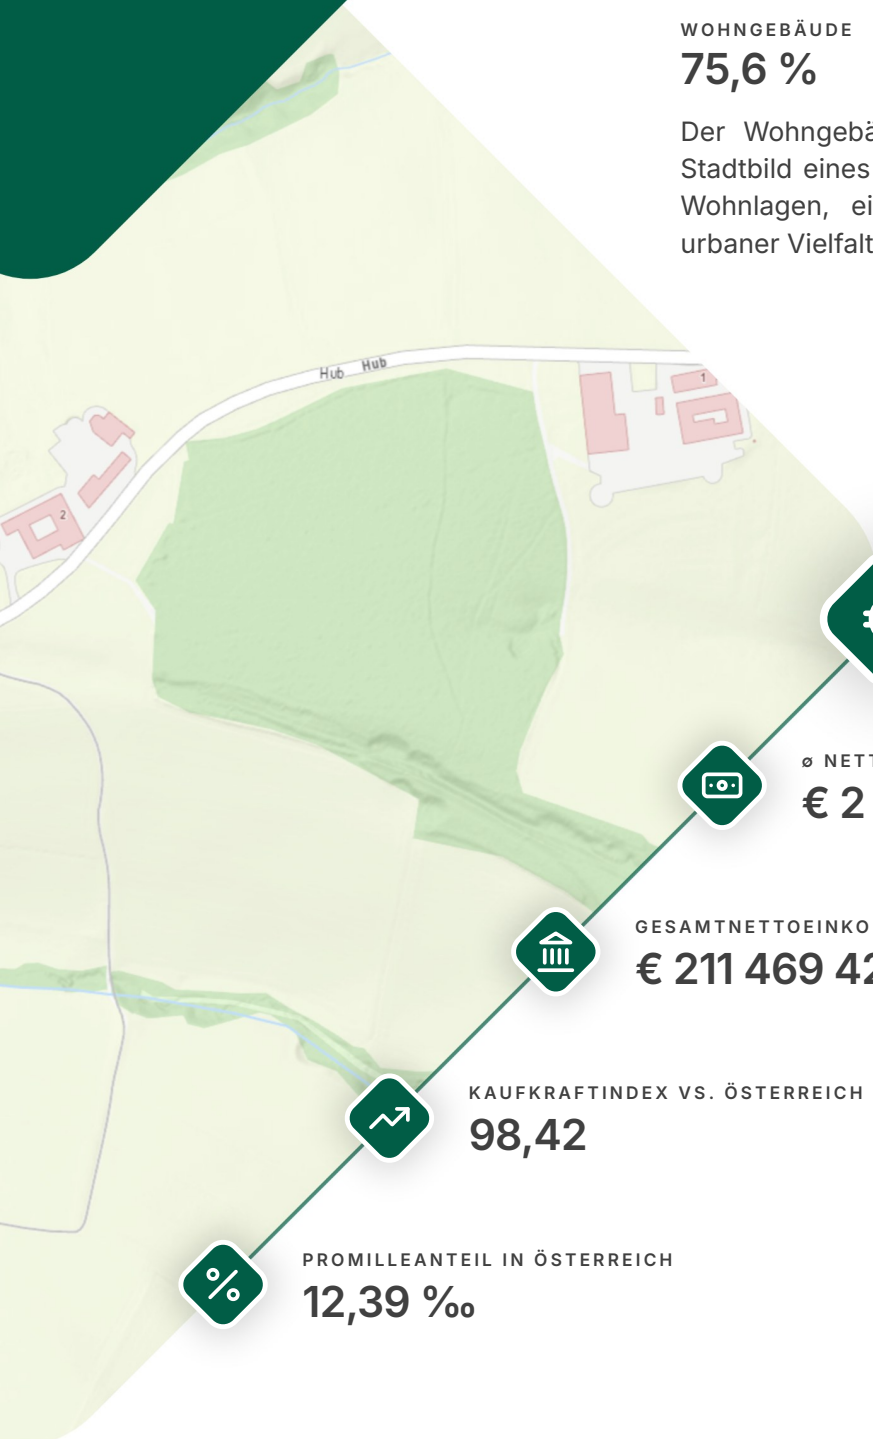 WOHNGEBÄUDE
75,6 %
Der Wohngebä
Stadtbild eines
Wohnlagen, ei
urbaner Vielfalt
Hub Hub
1
2
ø NETT
€ 2
GESAMTNETTOEINKO
€ 211 469 42
KAUFKRAFTINDEX VS. ÖSTERREICH
98,42
PROMILLEANTEIL IN ÖSTERREICH
12,39 ‰